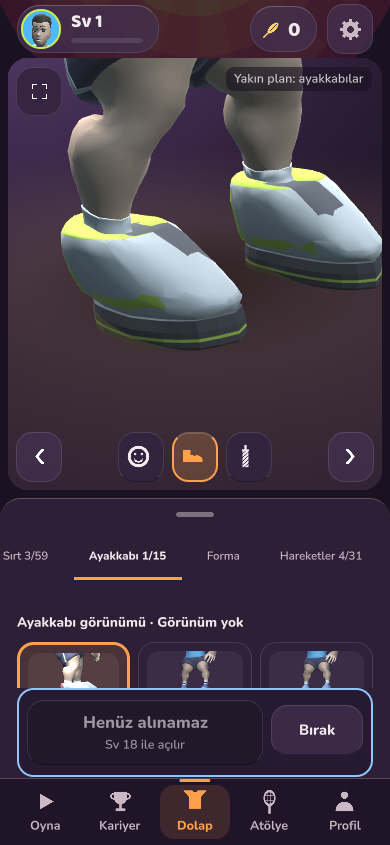 Sv 1
0
Yakın plan: ayakkabılar
Sırt 3/59
Ayakkabı 1/15
Forma
Hareketler 4/31
Ayakkabı görünümü · Görünüm yok
Henüz alınamaz
Sv 18 ile açılır
Bırak
Oyna
Kariyer
Dolap
Atölye
Profil